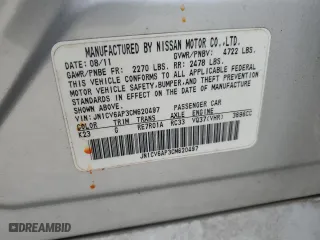 MANUFACTURED BY NISSAN MOTOR CO.,LTD.
DATE: 08/11 GVWR/PNBV: 4722 LBS.
GAWR/PNBE FR: 2270 LBS. RR: 2478 LBS.
THIS VEHICLE CONFORMS TO ALL APPLICABLE
FEDERAL MOTOR VEHICLE SAFETY, BUMPER, AND THEFT
PREVENTION STANDARDS IN EFFECT ON THE DATE OF MANUFACTURE
SHOWN ABOVE.
VIN: JN1CV6AP3CM620497 PASSENGER CAR
COLOR TRIM TRANS AXLE ENGINE
K23 G RE7R01A RC33 VQ37(VHR) 3696CC
JN1CV6AP3CM620497
DEALERSHIP.COM